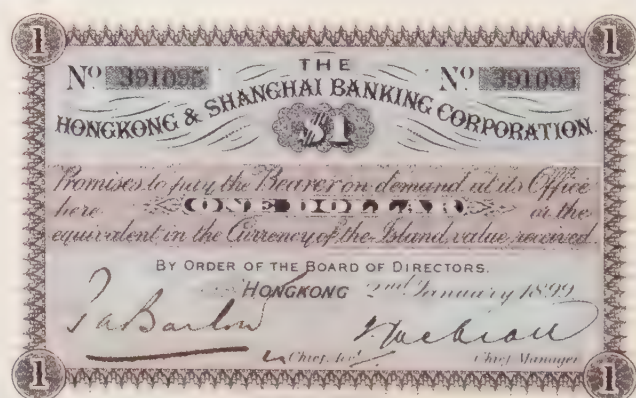 1 1
THE
Nº 391095 Nº 391095
HONGKONG & SHANGHAI BANKING CORPORATION.
$1
Promises to pay the Bearer on demand at its Office
here ONE DOLLAR or the
equivalent in the Currency of the Island value received.
BY ORDER OF THE BOARD OF DIRECTORS.
HONGKONG 2nd January 1899
Chief Manager
1 1